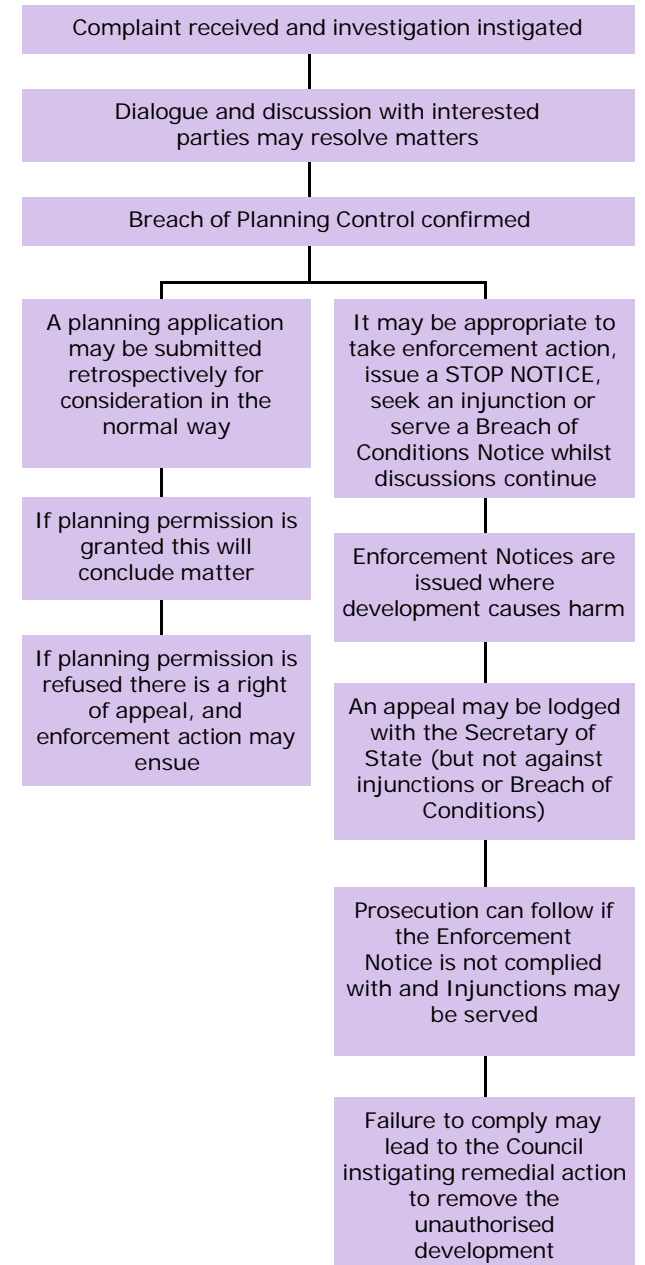 Complaint received and investigation instigated
Dialogue and discussion with interested
parties may resolve matters
Breach of Planning Control confirmed
A planning application
may be submitted
retrospectively for
consideration in the
normal way
If planning permission is
granted this will
conclude matter
If planning permission is
refused there is a right
of appeal, and
enforcement action may
ensue
It may be appropriate to
take enforcement action,
issue a STOP NOTICE,
seek an injunction or
serve a Breach of
Conditions Notice whilst
discussions continue
Enforcement Notices are
issued where
development causes harm
An appeal may be lodged
with the Secretary of
State (but not against
injunctions or Breach of
Conditions)
Prosecution can follow if
the Enforcement
Notice is not complied
with and Injunctions may
be served
Failure to comply may
lead to the Council
instigating remedial action
to remove the
unauthorised
development